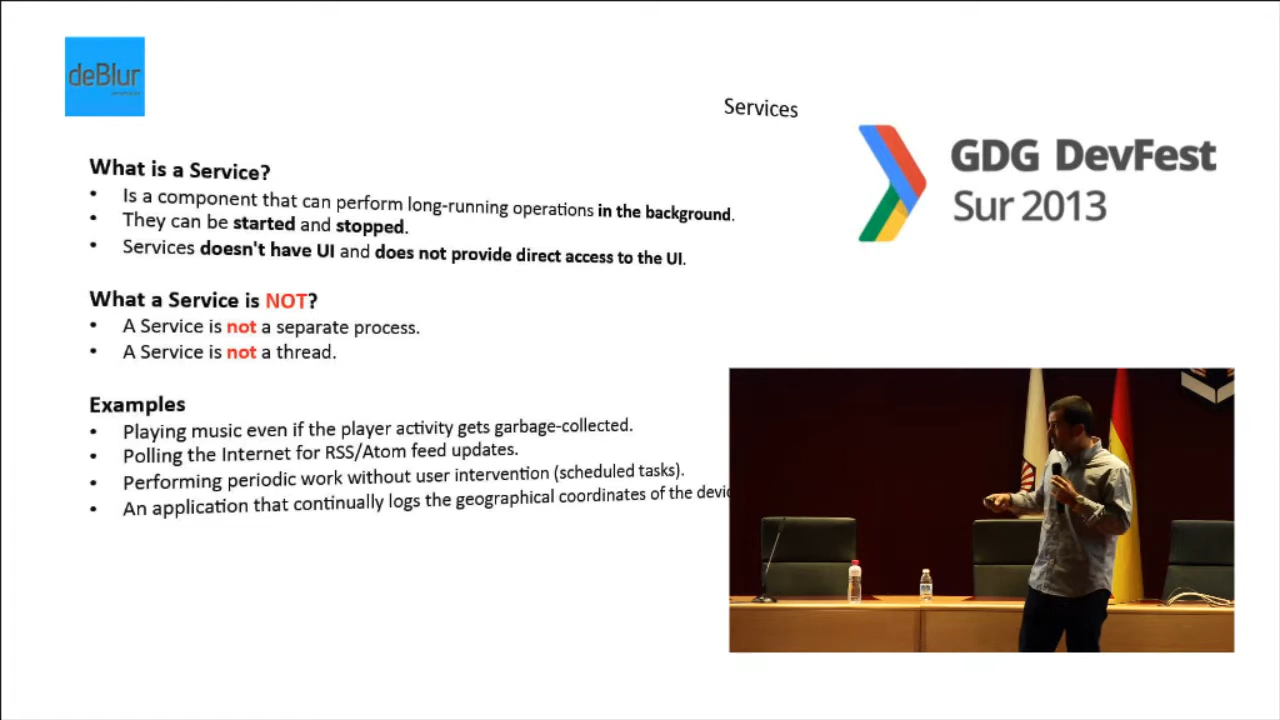 deBlur
Services
GDG DevFest
Sur 2013
What is a Service?
• Is a component that can perform long-running operations in the background.
• They can be started and stopped.
• Services doesn't have UI and does not provide direct access to the UI.
What a Service is NOT?
• A Service is not a separate process.
• A Service is not a thread.
Examples
• Playing music even if the player activity gets garbage-collected.
• Polling the Internet for RSS/Atom feed updates.
• Performing periodic work without user intervention (scheduled tasks).
• An application that continually logs the geographical coordinates of the devic